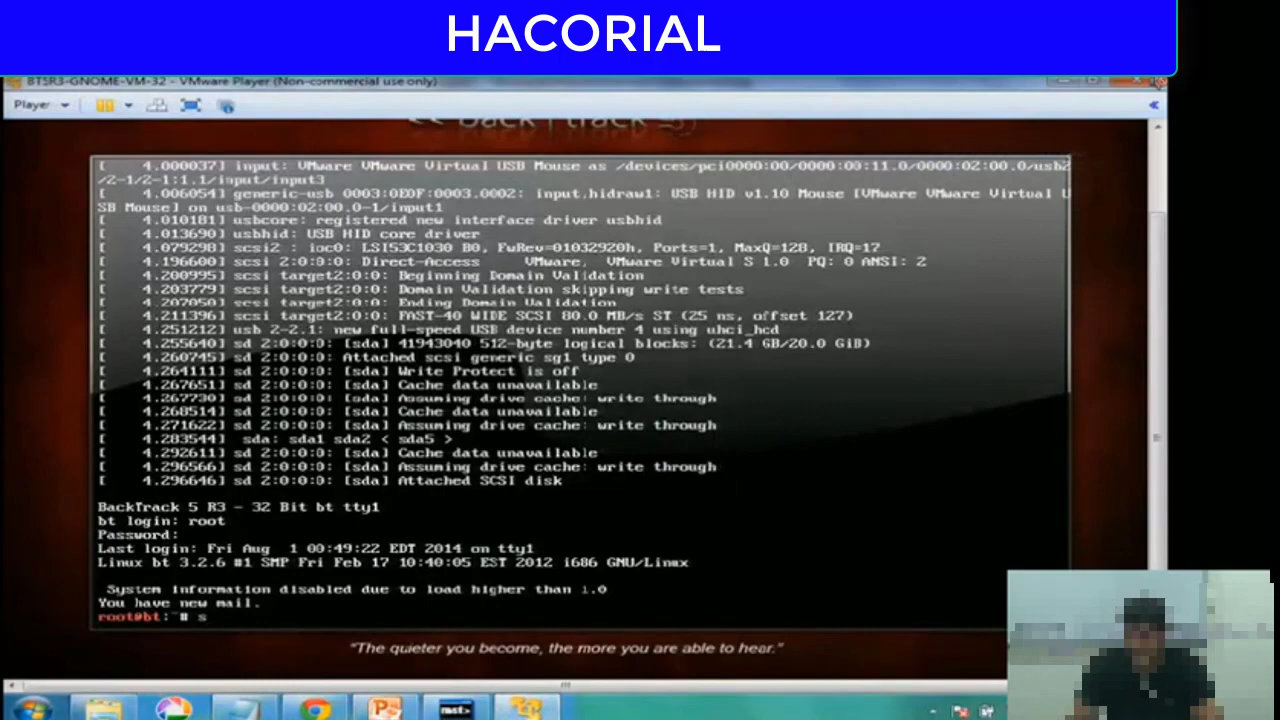 HACORIAL
BT5R3-GNOME-VM-32 - VMware Player (Non-commercial use only)
Player
<< back | track
[    4.000037] input: VMware VMware Virtual USB Mouse as /devices/pci0000:00/0000:00:11.0/0000:02:00.0/usb2
/2-1/2-1:1.1/input/input3
[    4.006054] generic-usb 0003:0E0F:0003.0002: input,hidraw1: USB HID v1.10 Mouse [VMware VMware Virtual U
SB Mouse] on usb-0000:02:00.0-1/input1
[    4.010181] usbcore: registered new interface driver usbhid
[    4.013690] usbhid: USB HID core driver
[    4.079298] scsi2 : ioc0: LSI53C1030 B0, FwRev=01032920h, Ports=1, MaxQ=128, IRQ=17
[    4.196600] scsi 2:0:0:0: Direct-Access     VMware,  VMware Virtual S 1.0  PQ: 0 ANSI: 2
[    4.200995] scsi target2:0:0: Beginning Domain Validation
[    4.203779] scsi target2:0:0: Domain Validation skipping write tests
[    4.207050] scsi target2:0:0: Ending Domain Validation
[    4.211396] scsi target2:0:0: FAST-40 WIDE SCSI 80.0 MB/s ST (25 ns, offset 127)
[    4.251212] usb 2-2.1: new full-speed USB device number 4 using uhci_hcd
[    4.255640] sd 2:0:0:0: [sda] 41943040 512-byte logical blocks: (21.4 GB/20.0 GiB)
[    4.260745] sd 2:0:0:0: Attached scsi generic sg1 type 0
[    4.264111] sd 2:0:0:0: [sda] Write Protect is off
[    4.267651] sd 2:0:0:0: [sda] Cache data unavailable
[    4.267730] sd 2:0:0:0: [sda] Assuming drive cache: write through
[    4.268514] sd 2:0:0:0: [sda] Cache data unavailable
[    4.271622] sd 2:0:0:0: [sda] Assuming drive cache: write through
[    4.283544]  sda: sda1 sda2 < sda5 >
[    4.292611] sd 2:0:0:0: [sda] Cache data unavailable
[    4.296566] sd 2:0:0:0: [sda] Assuming drive cache: write through
[    4.296646] sd 2:0:0:0: [sda] Attached SCSI disk
BackTrack 5 R3 - 32 Bit bt tty1
bt login: root
Password:
Last login: Fri Aug  1 00:49:22 EDT 2014 on tty1
Linux bt 3.2.6 #1 SMP Fri Feb 17 10:40:05 EST 2012 i686 GNU/Linux
System information disabled due to load higher than 1.0
You have new mail.
root@bt:~# s
"The quieter you become, the more you are able to hear."